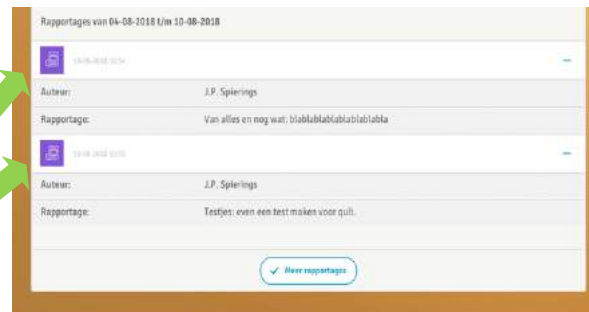 Rapportages van 04-08-2018 t/m 10-08-2018
Auteur: J.P. Spierings
Rapportage: Van alles en nog wat: blablablablablablablabla
Auteur: J.P. Spierings
Rapportage: Testjes: even een test maken voor quli.
Meer rapportages